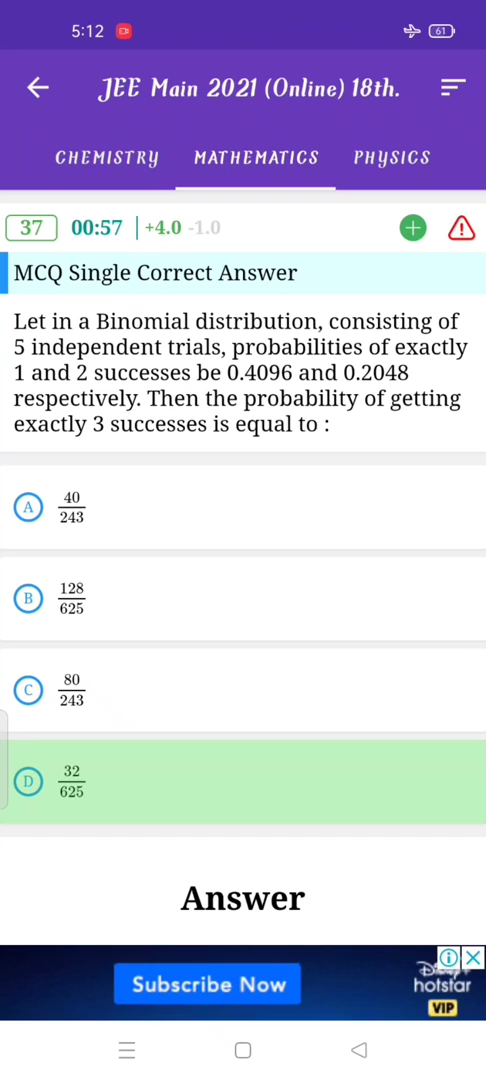 5:12
61
JEE Main 2021 (Online) 18th.
CHEMISTRY MATHEMATICS PHYSICS
37 00:57 +4.0 -1.0
MCQ Single Correct Answer
Let in a Binomial distribution, consisting of
5 independent trials, probabilities of exactly
1 and 2 successes be 0.4096 and 0.2048
respectively. Then the probability of getting
exactly 3 successes is equal to :
A 40/243
B 128/625
C 80/243
D 32/625
Answer
Subscribe Now
Disney+
hotstar
VIP